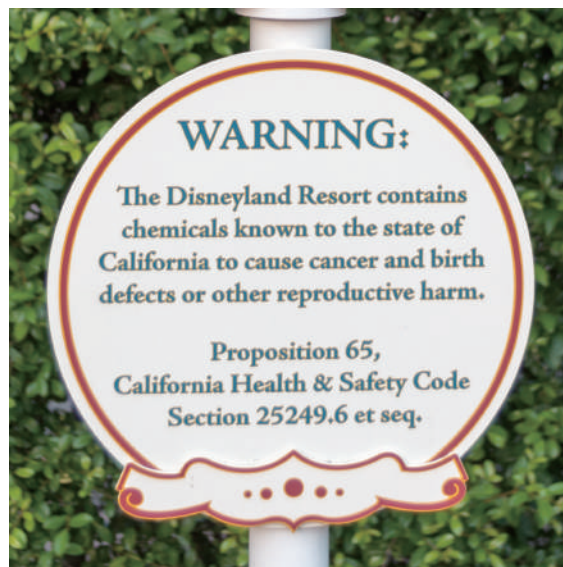 WARNING:
The Disneyland Resort contains
chemicals known to the state of
California to cause cancer and birth
defects or other reproductive harm.
Proposition 65,
California Health & Safety Code
Section 25249.6 et seq.